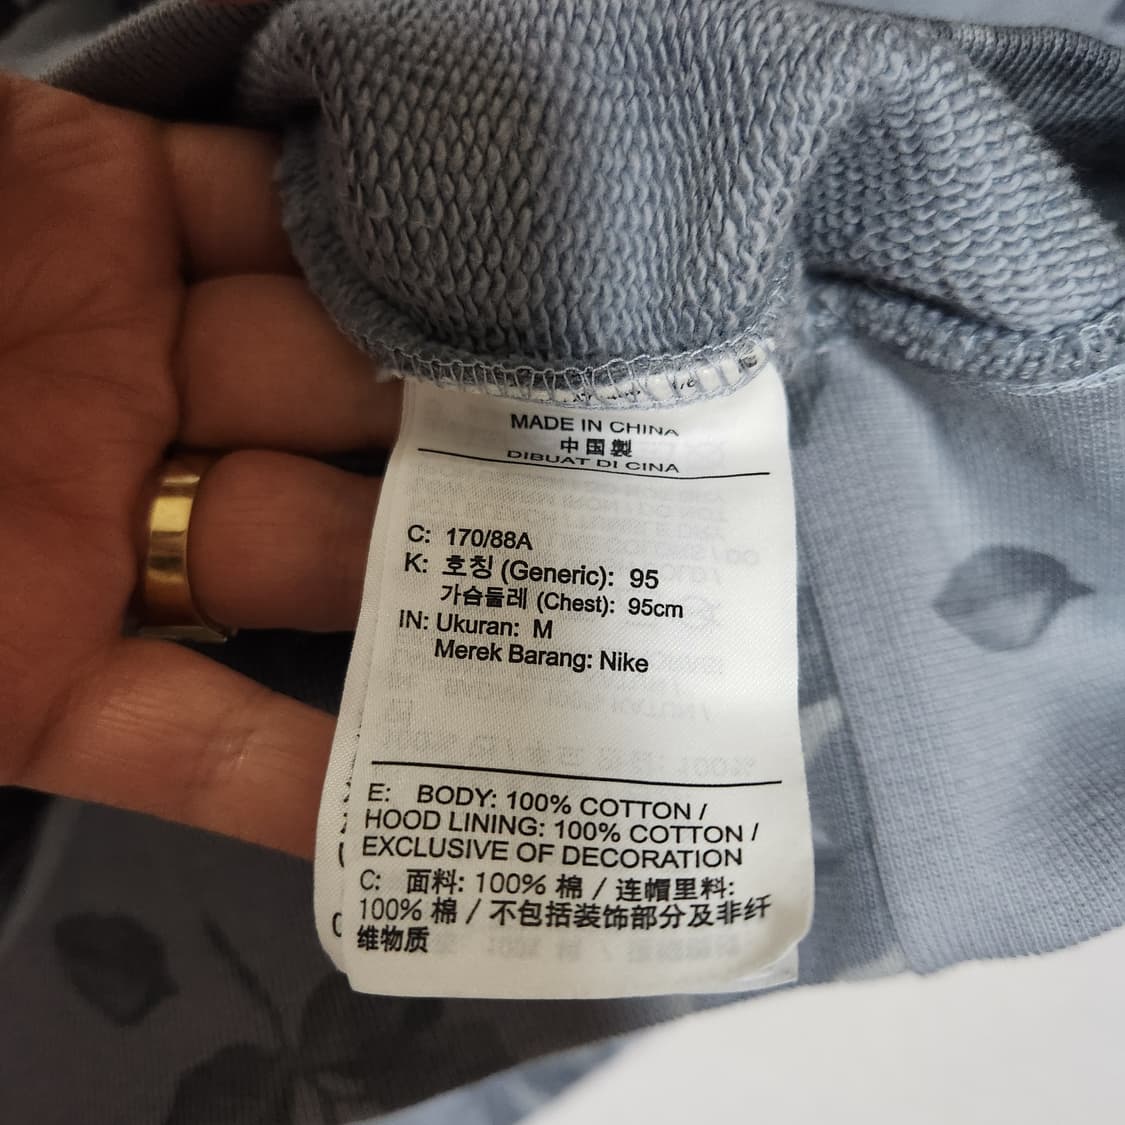 MADE IN CHINA
中国製
DIBUAT DI CINA
C: 170/88A
K: 호칭 (Generic): 95
가슴둘레 (Chest): 95cm
IN: Ukuran: M
Merek Barang: Nike
E: BODY: 100% COTTON /
HOOD LINING: 100% COTTON /
EXCLUSIVE OF DECORATION
C: 面料: 100% 棉 / 连帽里料:
100% 棉 / 不包括装饰部分及非纤
维物质